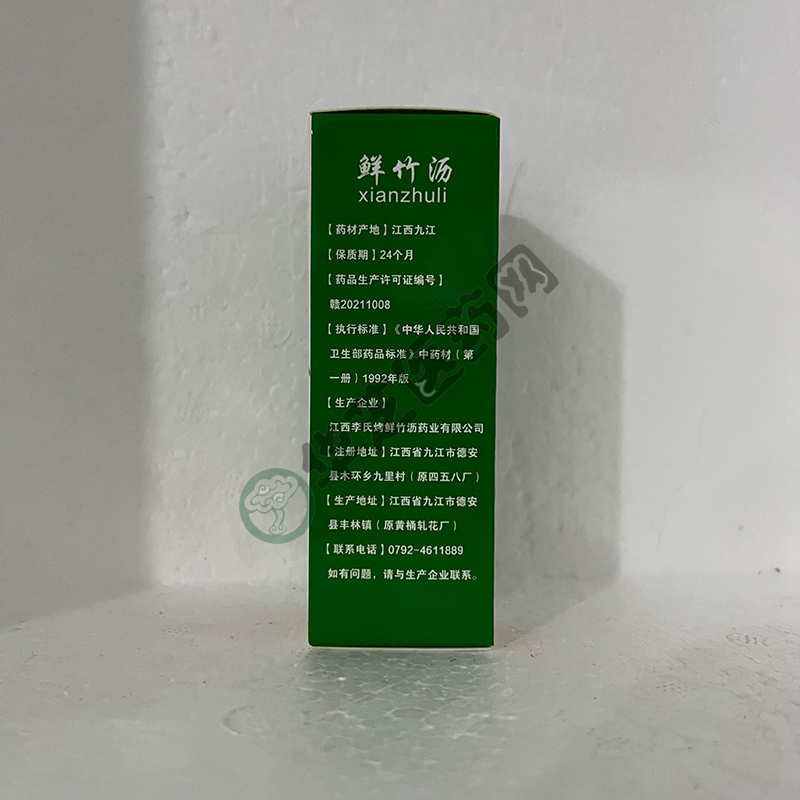 鲜竹沥
xianzhuli
【药材产地】江西九江
【保质期】24个月
【药品生产许可证编号】
赣20211008
【执行标准】《中华人民共和国
卫生部药品标准》中药材（第
一册）1992年版
【生产企业】
江西李氏烤鲜竹沥药业有限公司
【注册地址】江西省九江市德安
县木环乡九里村（原四五八厂）
【生产地址】江西省九江市德安
县丰林镇（原黄桶轧花厂）
【联系电话】0792-4611889
如有问题，请与生产企业联系。
华芝医药网